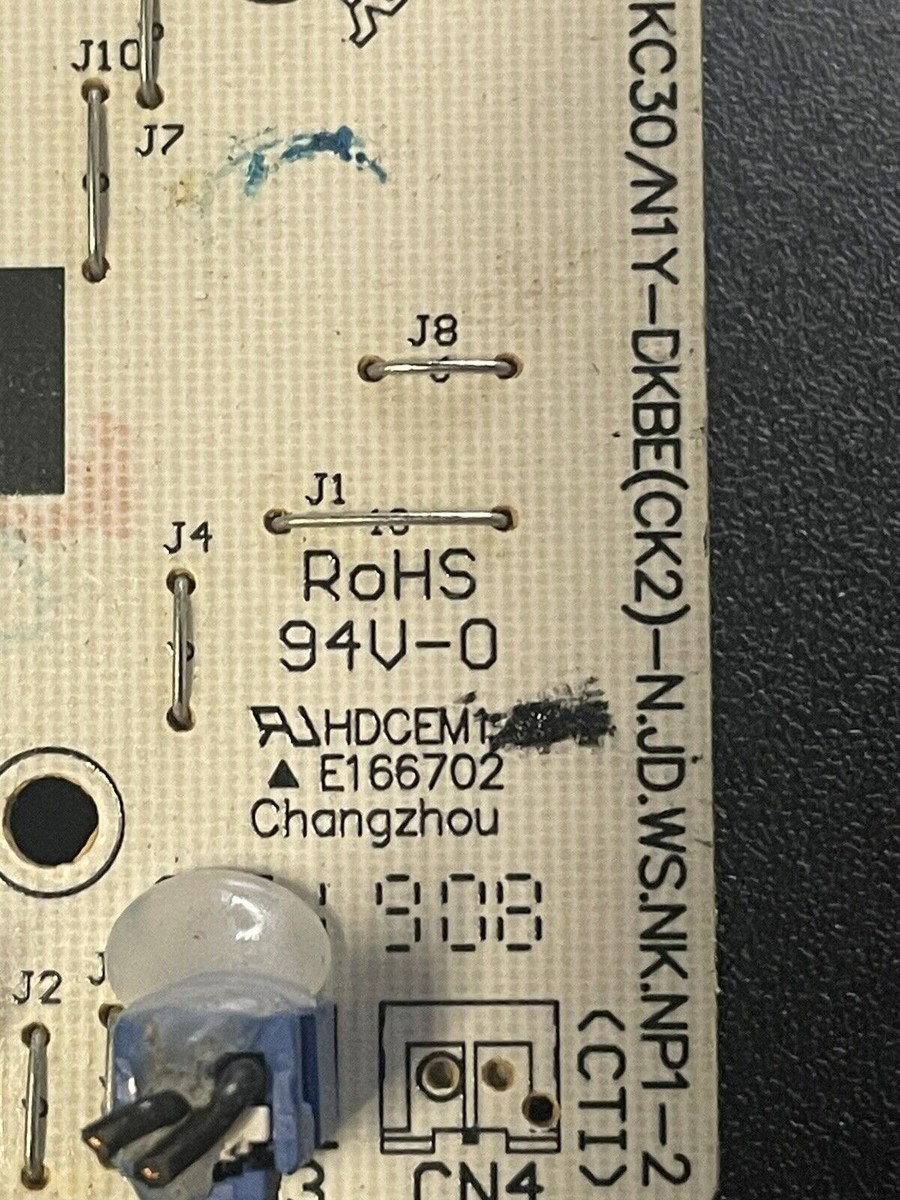 J10
J7
J8
J1
J4
RoHS
94V-0
HDCEM1
E166702
Changzhou
908
J2
CN4
(CTI)
KC30/N1Y-DKBE(CK2)-N.JD.WS.NK.NP1-2